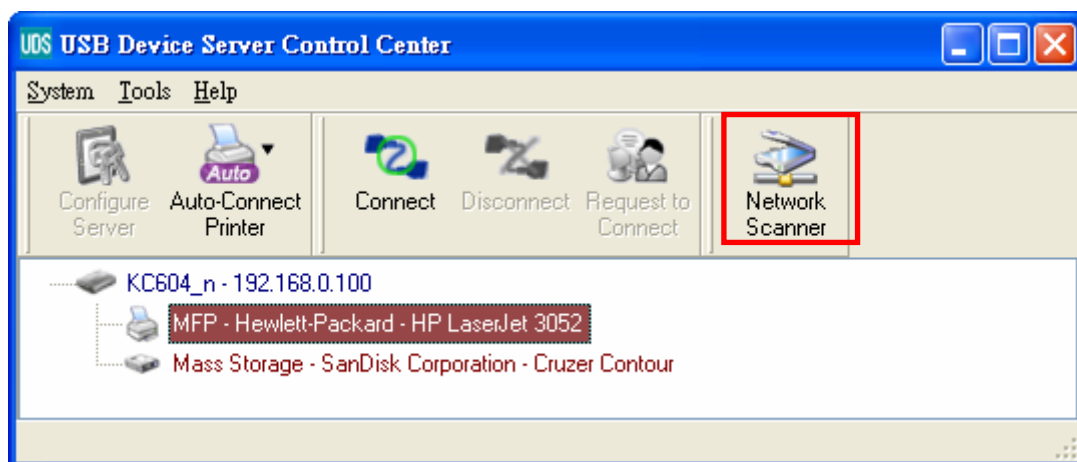 UDS USB Device Server Control Center
System Tools Help
Auto
Configure Server
Auto-Connect Printer
Connect
Disconnect
Request to Connect
Network Scanner
KC604_n - 192.168.0.100
MFP - Hewlett-Packard - HP LaserJet 3052
Mass Storage - SanDisk Corporation - Cruzer Contour